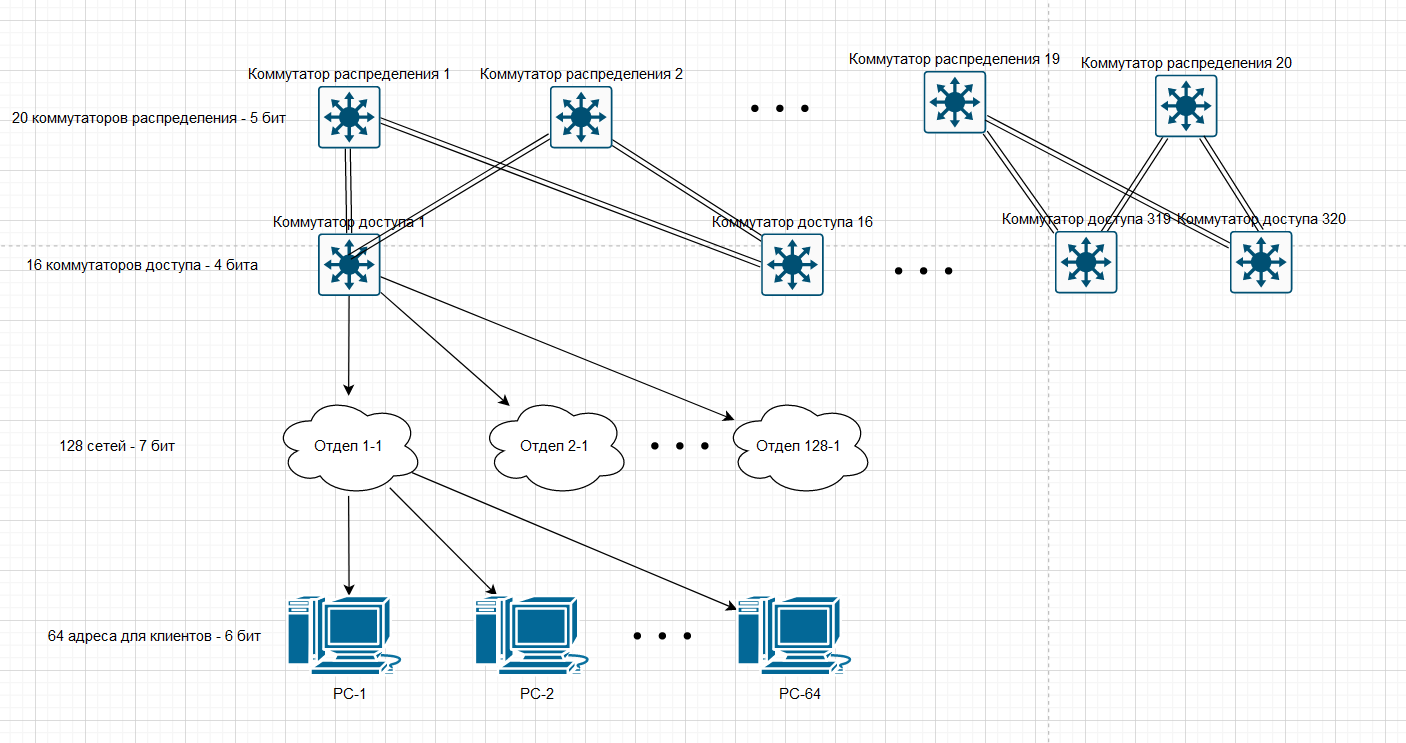 Коммутатор распределения 1
Коммутатор распределения 2
Коммутатор распределения 19
Коммутатор распределения 20
20 коммутаторов распределения - 5 бит
Коммутатор доступа 1
Коммутатор доступа 16
Коммутатор доступа 319
Коммутатор доступа 320
16 коммутаторов доступа - 4 бита
128 сетей - 7 бит
Отдел 1-1
Отдел 2-1
Отдел 128-1
64 адреса для клиентов - 6 бит
PC-1
PC-2
PC-64